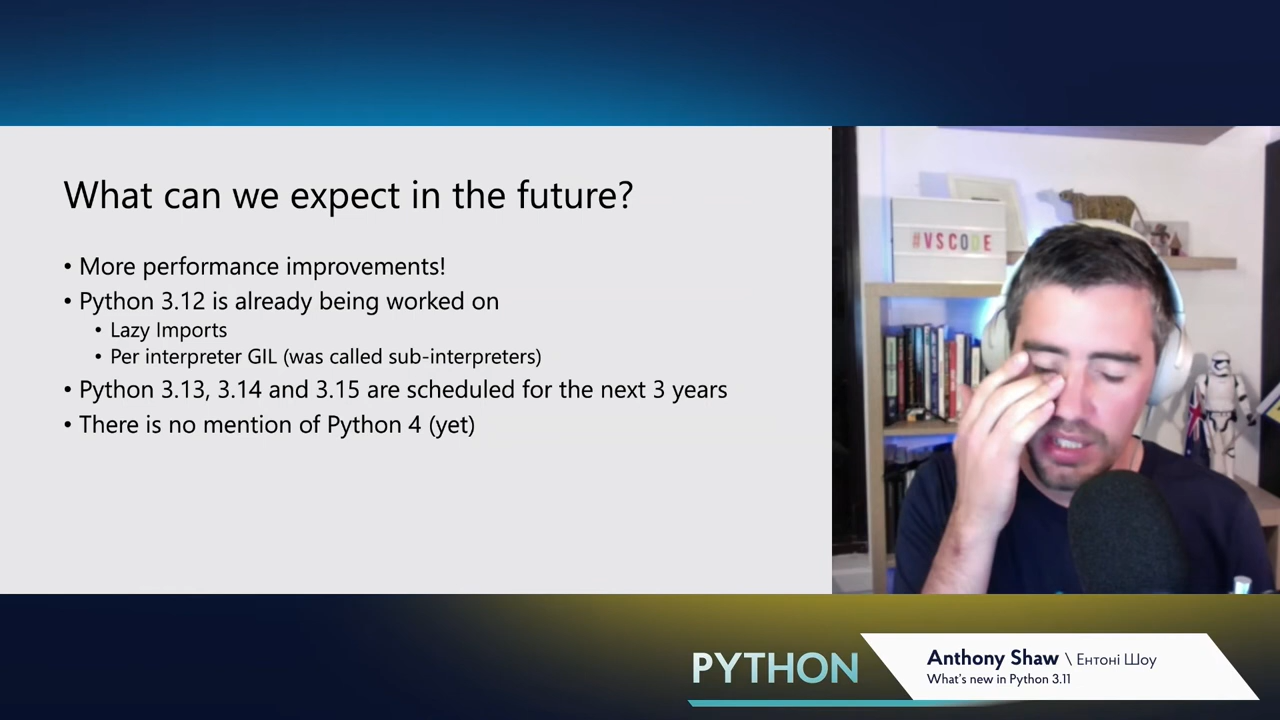 What can we expect in the future?
• More performance improvements!
• Python 3.12 is already being worked on
• Lazy Imports
• Per interpreter GIL (was called sub-interpreters)
• Python 3.13, 3.14 and 3.15 are scheduled for the next 3 years
• There is no mention of Python 4 (yet)
#VSCODE
PYTHON
Anthony Shaw \ Ентоні Шоу
What's new in Python 3.11